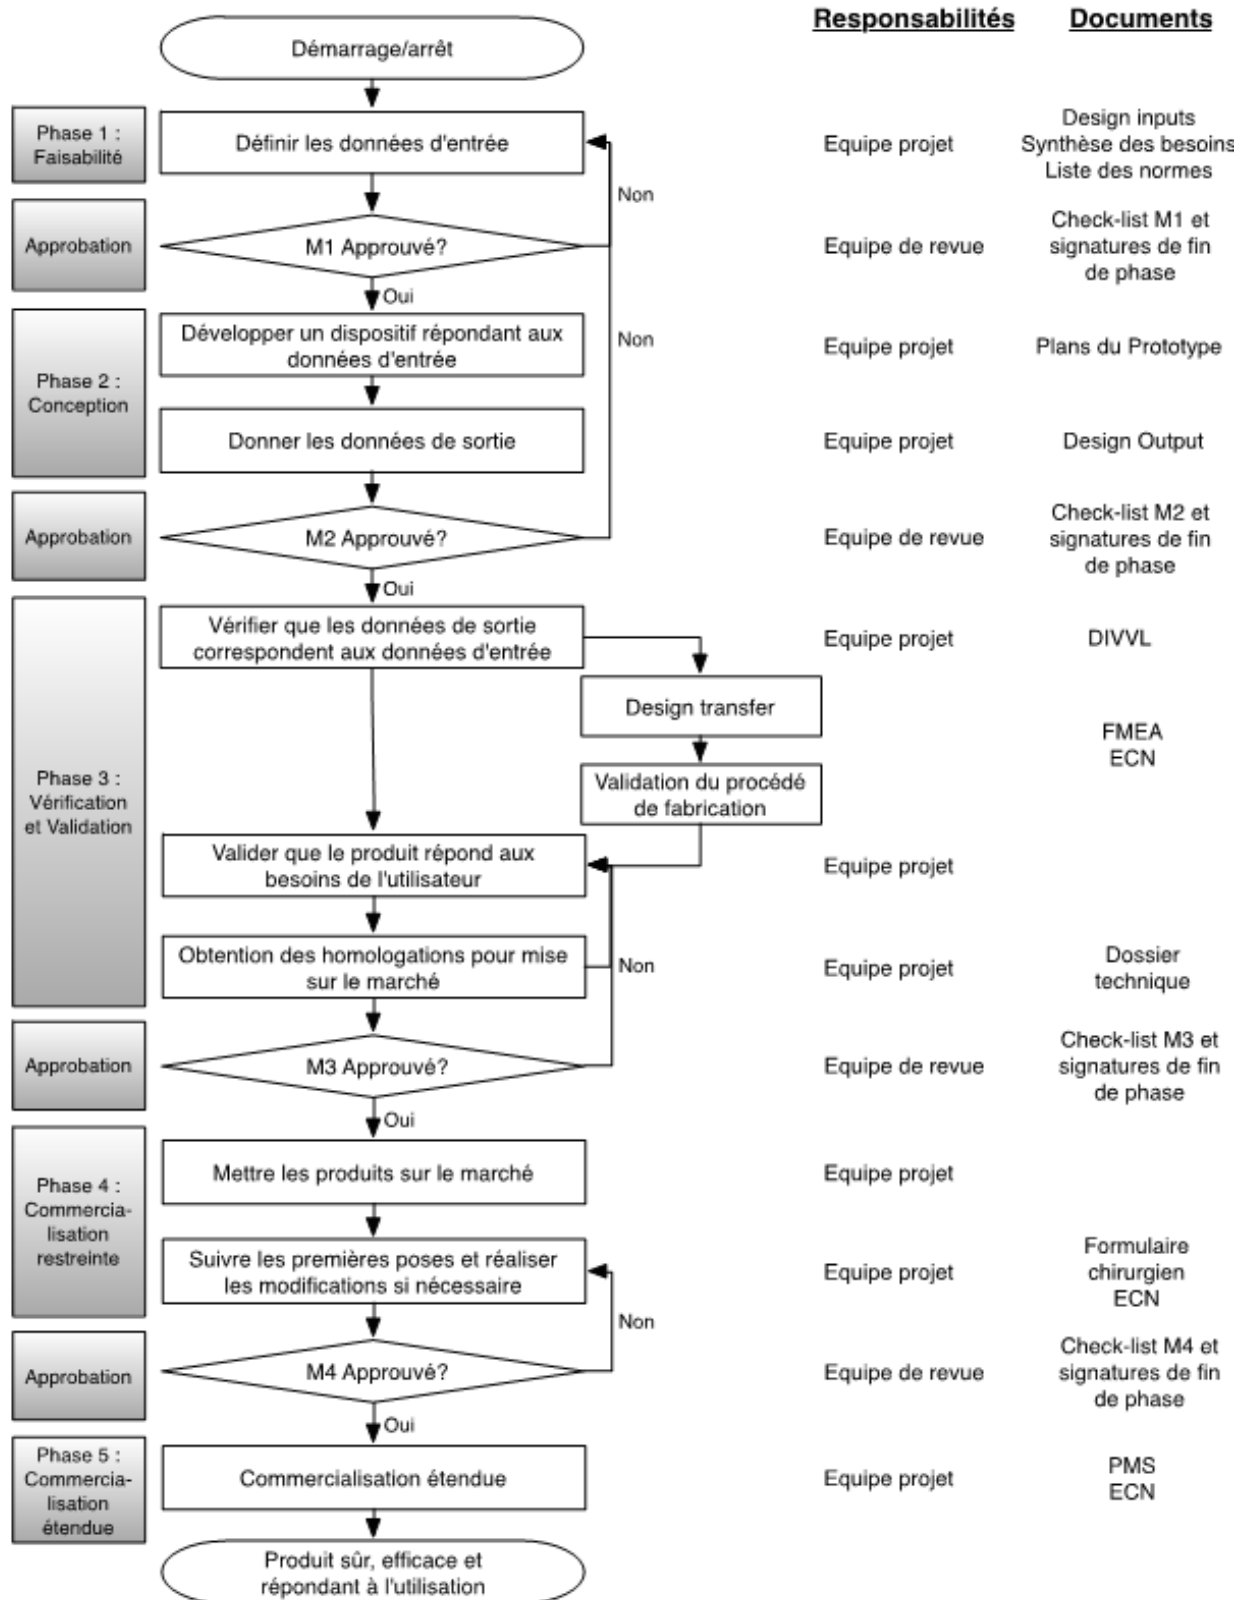 Responsabilités
Documents
Démarrage/arrêt
Phase 1 :
Faisabilité
Définir les données d'entrée
Equipe projet
Design inputs
Synthèse des besoins
Liste des normes
Non
Approbation
M1 Approuvé?
Equipe de revue
Check-list M1 et
signatures de fin
de phase
Oui
Phase 2 :
Conception
Développer un dispositif répondant aux
données d'entrée
Non
Equipe projet
Plans du Prototype
Donner les données de sortie
Equipe projet
Design Output
Approbation
M2 Approuvé?
Equipe de revue
Check-list M2 et
signatures de fin
de phase
Oui
Phase 3 :
Vérification
et Validation
Vérifier que les données de sortie
correspondent aux données d'entrée
Equipe projet
DIVVL
Design transfer
FMEA
ECN
Validation du procédé
de fabrication
Valider que le produit répond aux
besoins de l'utilisateur
Equipe projet
Obtention des homologations pour mise
sur le marché
Non
Equipe projet
Dossier
technique
Approbation
M3 Approuvé?
Equipe de revue
Check-list M3 et
signatures de fin
de phase
Oui
Phase 4 :
Commercia-
lisation
restreinte
Mettre les produits sur le marché
Equipe projet
Suivre les premières poses et réaliser
les modifications si nécessaire
Equipe projet
Formulaire
chirurgien
ECN
Non
Approbation
M4 Approuvé?
Equipe de revue
Check-list M4 et
signatures de fin
de phase
Oui
Phase 5 :
Commercia-
lisation
étendue
Commercialisation étendue
Equipe projet
PMS
ECN
Produit sûr, efficace et
répondant à l'utilisation